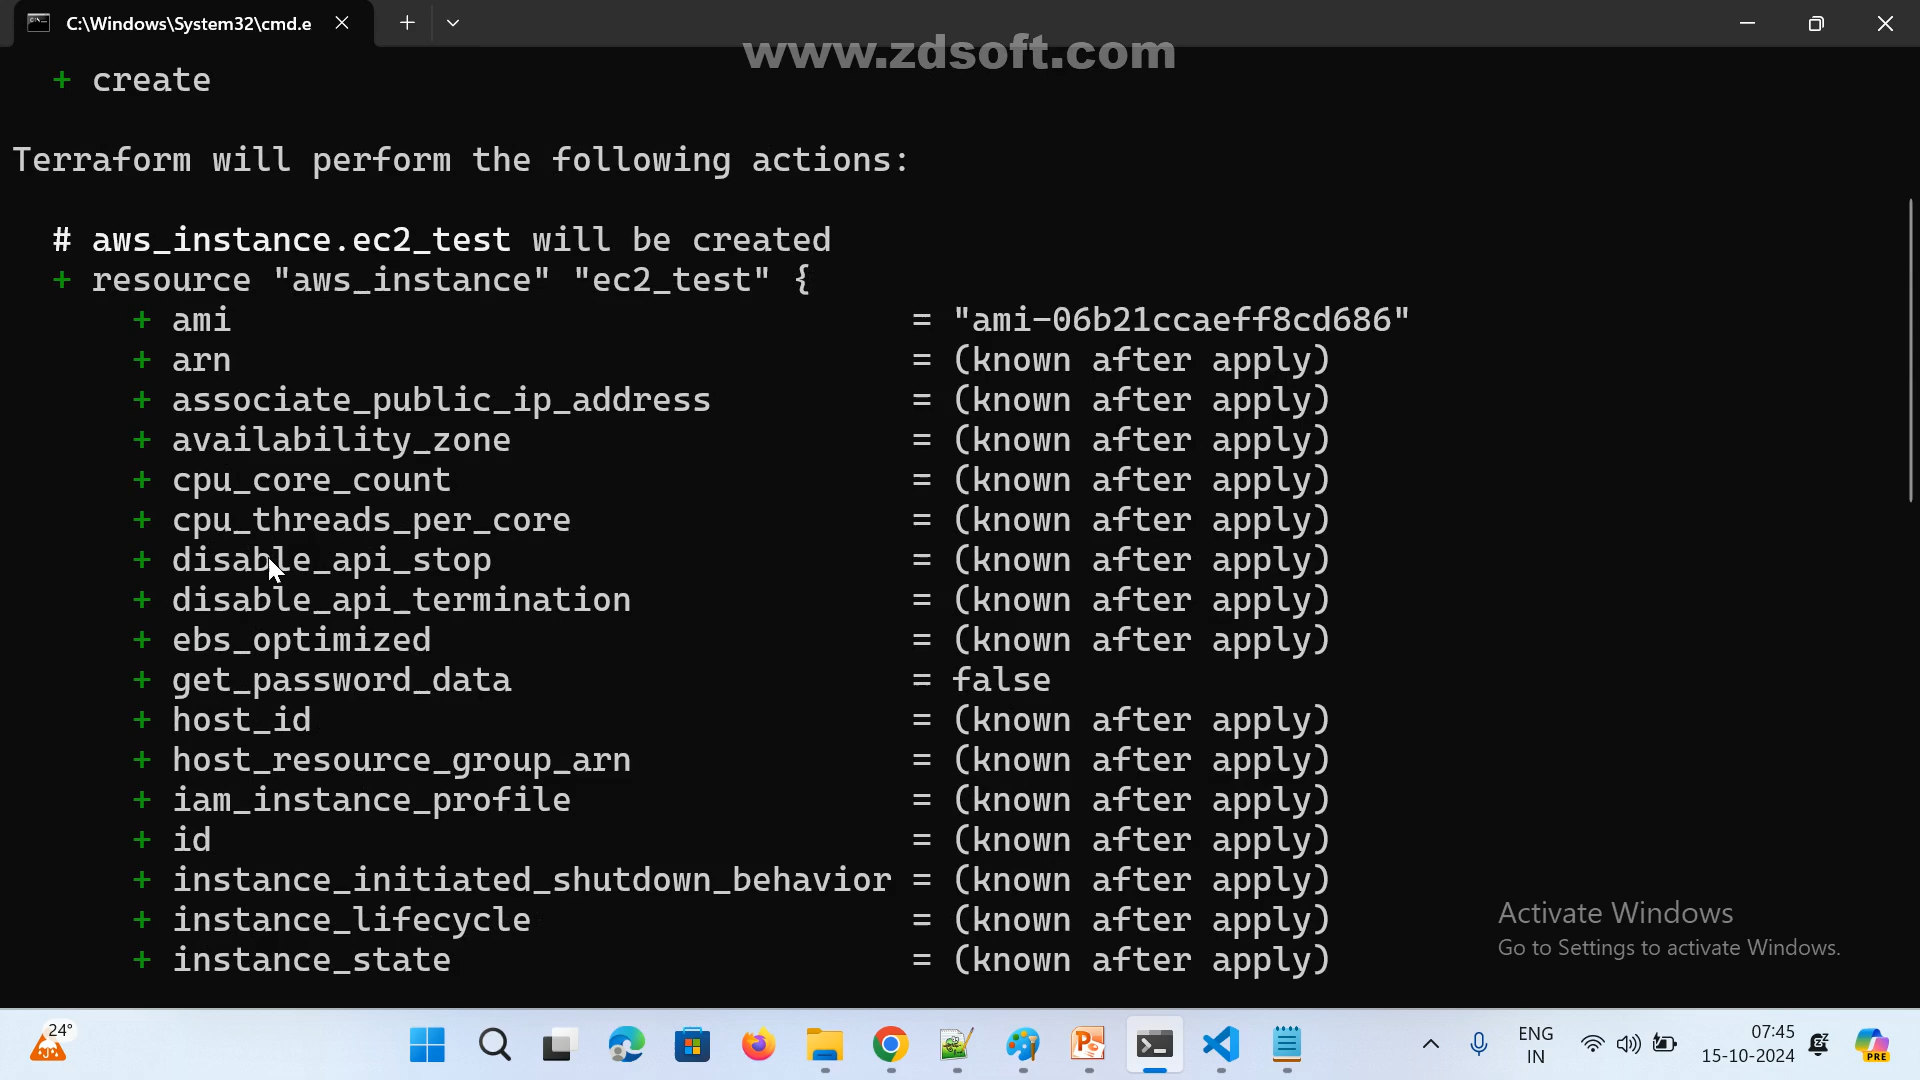 C:\Windows\System32\cmd.e
www.zdsoft.com
+ create
Terraform will perform the following actions:
# aws_instance.ec2_test will be created
+ resource "aws_instance" "ec2_test" {
+ ami = "ami-06b21ccaeff8cd686"
+ arn = (known after apply)
+ associate_public_ip_address = (known after apply)
+ availability_zone = (known after apply)
+ cpu_core_count = (known after apply)
+ cpu_threads_per_core = (known after apply)
+ disable_api_stop = (known after apply)
+ disable_api_termination = (known after apply)
+ ebs_optimized = (known after apply)
+ get_password_data = false
+ host_id = (known after apply)
+ host_resource_group_arn = (known after apply)
+ iam_instance_profile = (known after apply)
+ id = (known after apply)
+ instance_initiated_shutdown_behavior = (known after apply)
+ instance_lifecycle = (known after apply)
+ instance_state = (known after apply)
Activate Windows
Go to Settings to activate Windows.
24°
ENG
IN
07:45
15-10-2024
PRE